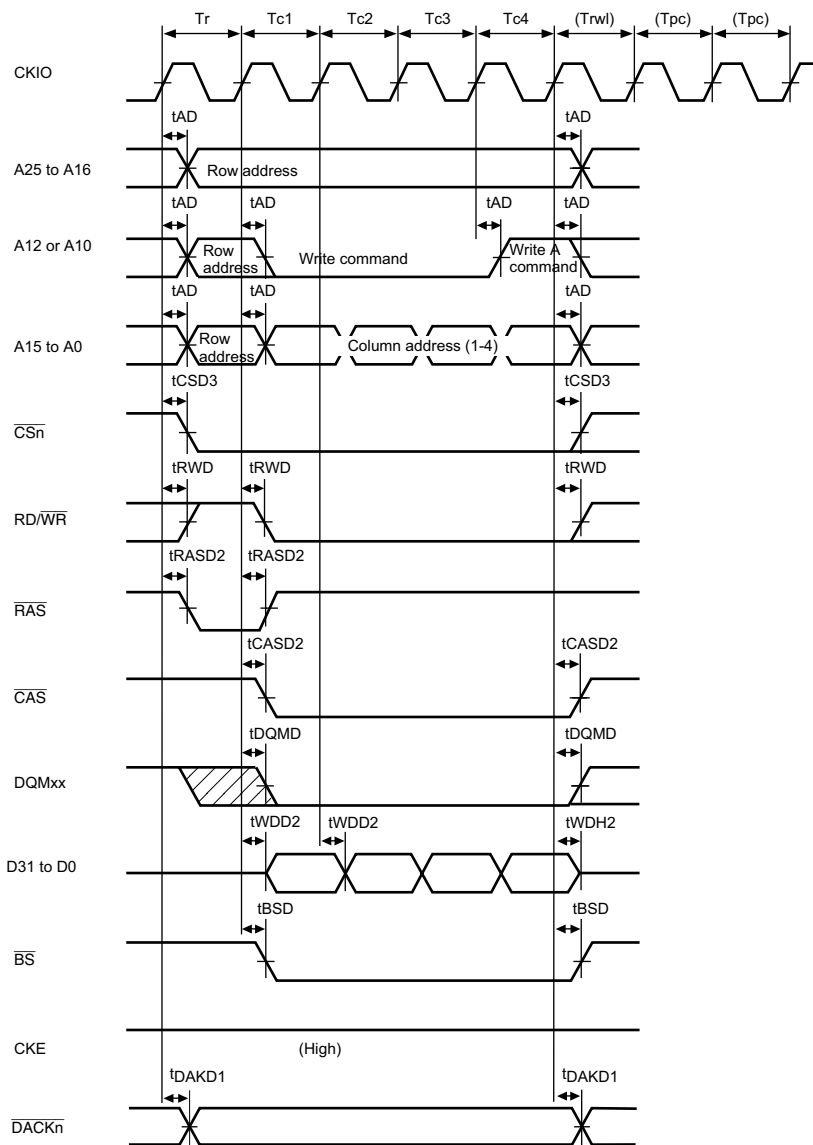 Tr Tc1 Tc2 Tc3 Tc4 (Trwl) (Tpc) (Tpc)
CKIO
tAD tAD
A25 to A16 Row address
tAD tAD tAD tAD
A12 or A10 Row address Write command Write A command
tAD tAD tAD
A15 to A0 Row address Column address (1-4)
tCSD3 tCSD3
CSn
tRWD tRWD tRWD
RD/WR
tRASD2 tRASD2
RAS
tCASD2 tCASD2
CAS
tDQMD tDQMD
DQMxx
tWDD2 tWDD2 tWDH2
D31 to D0
tBSD tBSD
BS
CKE (High)
tDAKD1 tDAKD1
DACKn